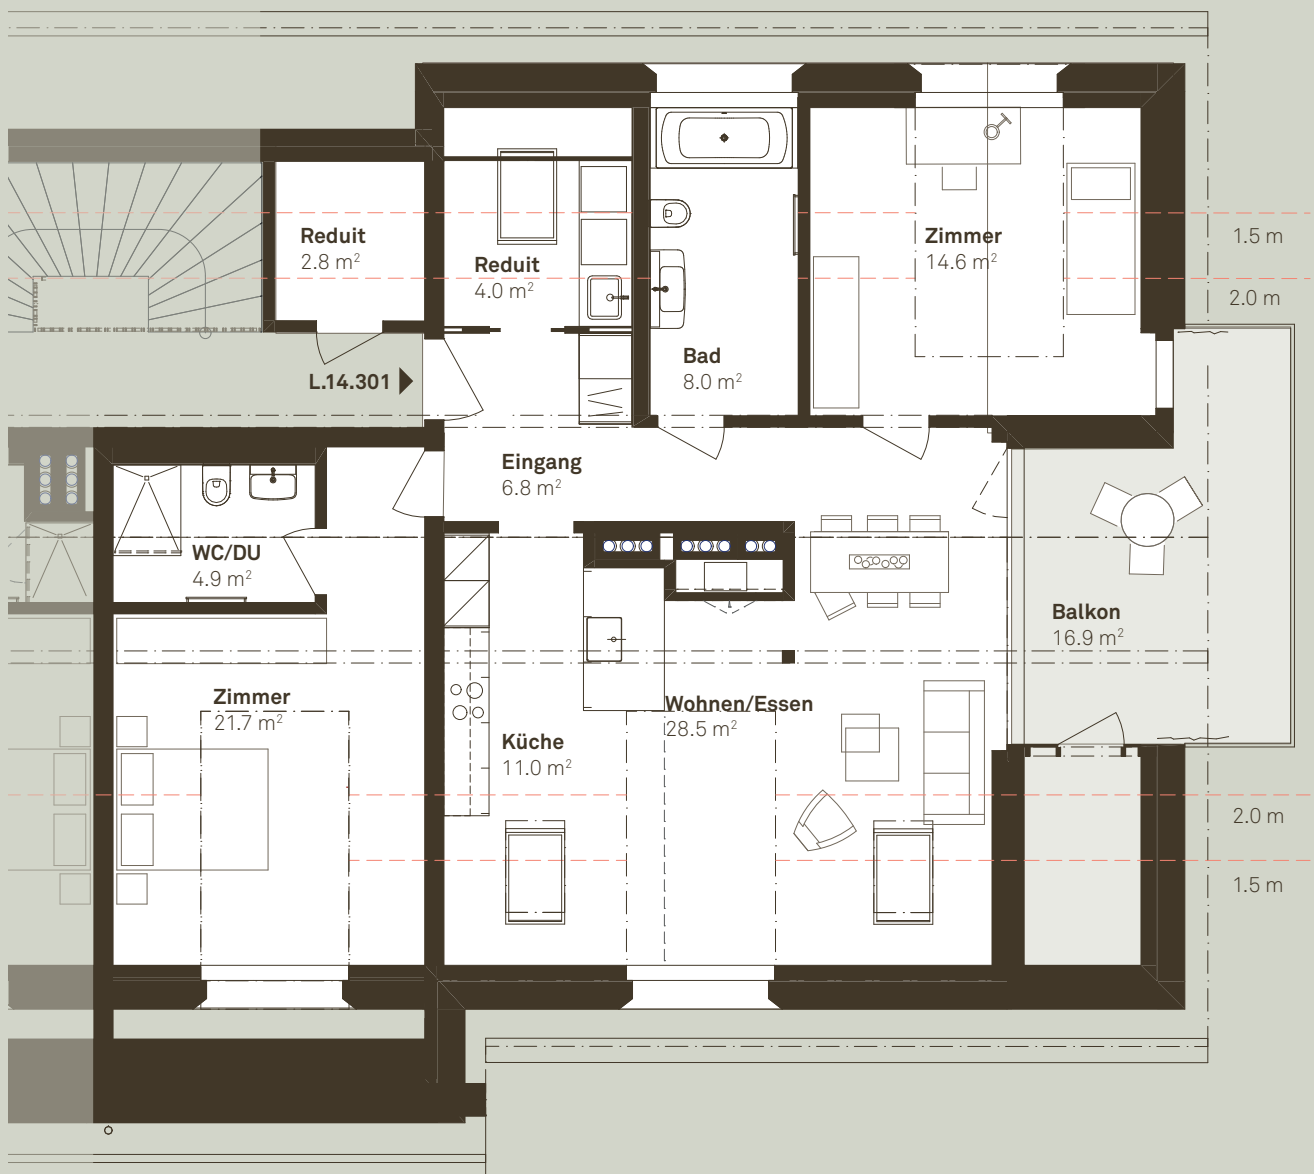 Reduit
2.8 m²
Reduit
4.0 m²
Zimmer
14.6 m²
1.5 m
2.0 m
Bad
8.0 m²
L.14.301
Eingang
6.8 m²
WC/DU
4.9 m²
Balkon
16.9 m²
Zimmer
21.7 m²
Wohnen/Essen
28.5 m²
Küche
11.0 m²
2.0 m
1.5 m